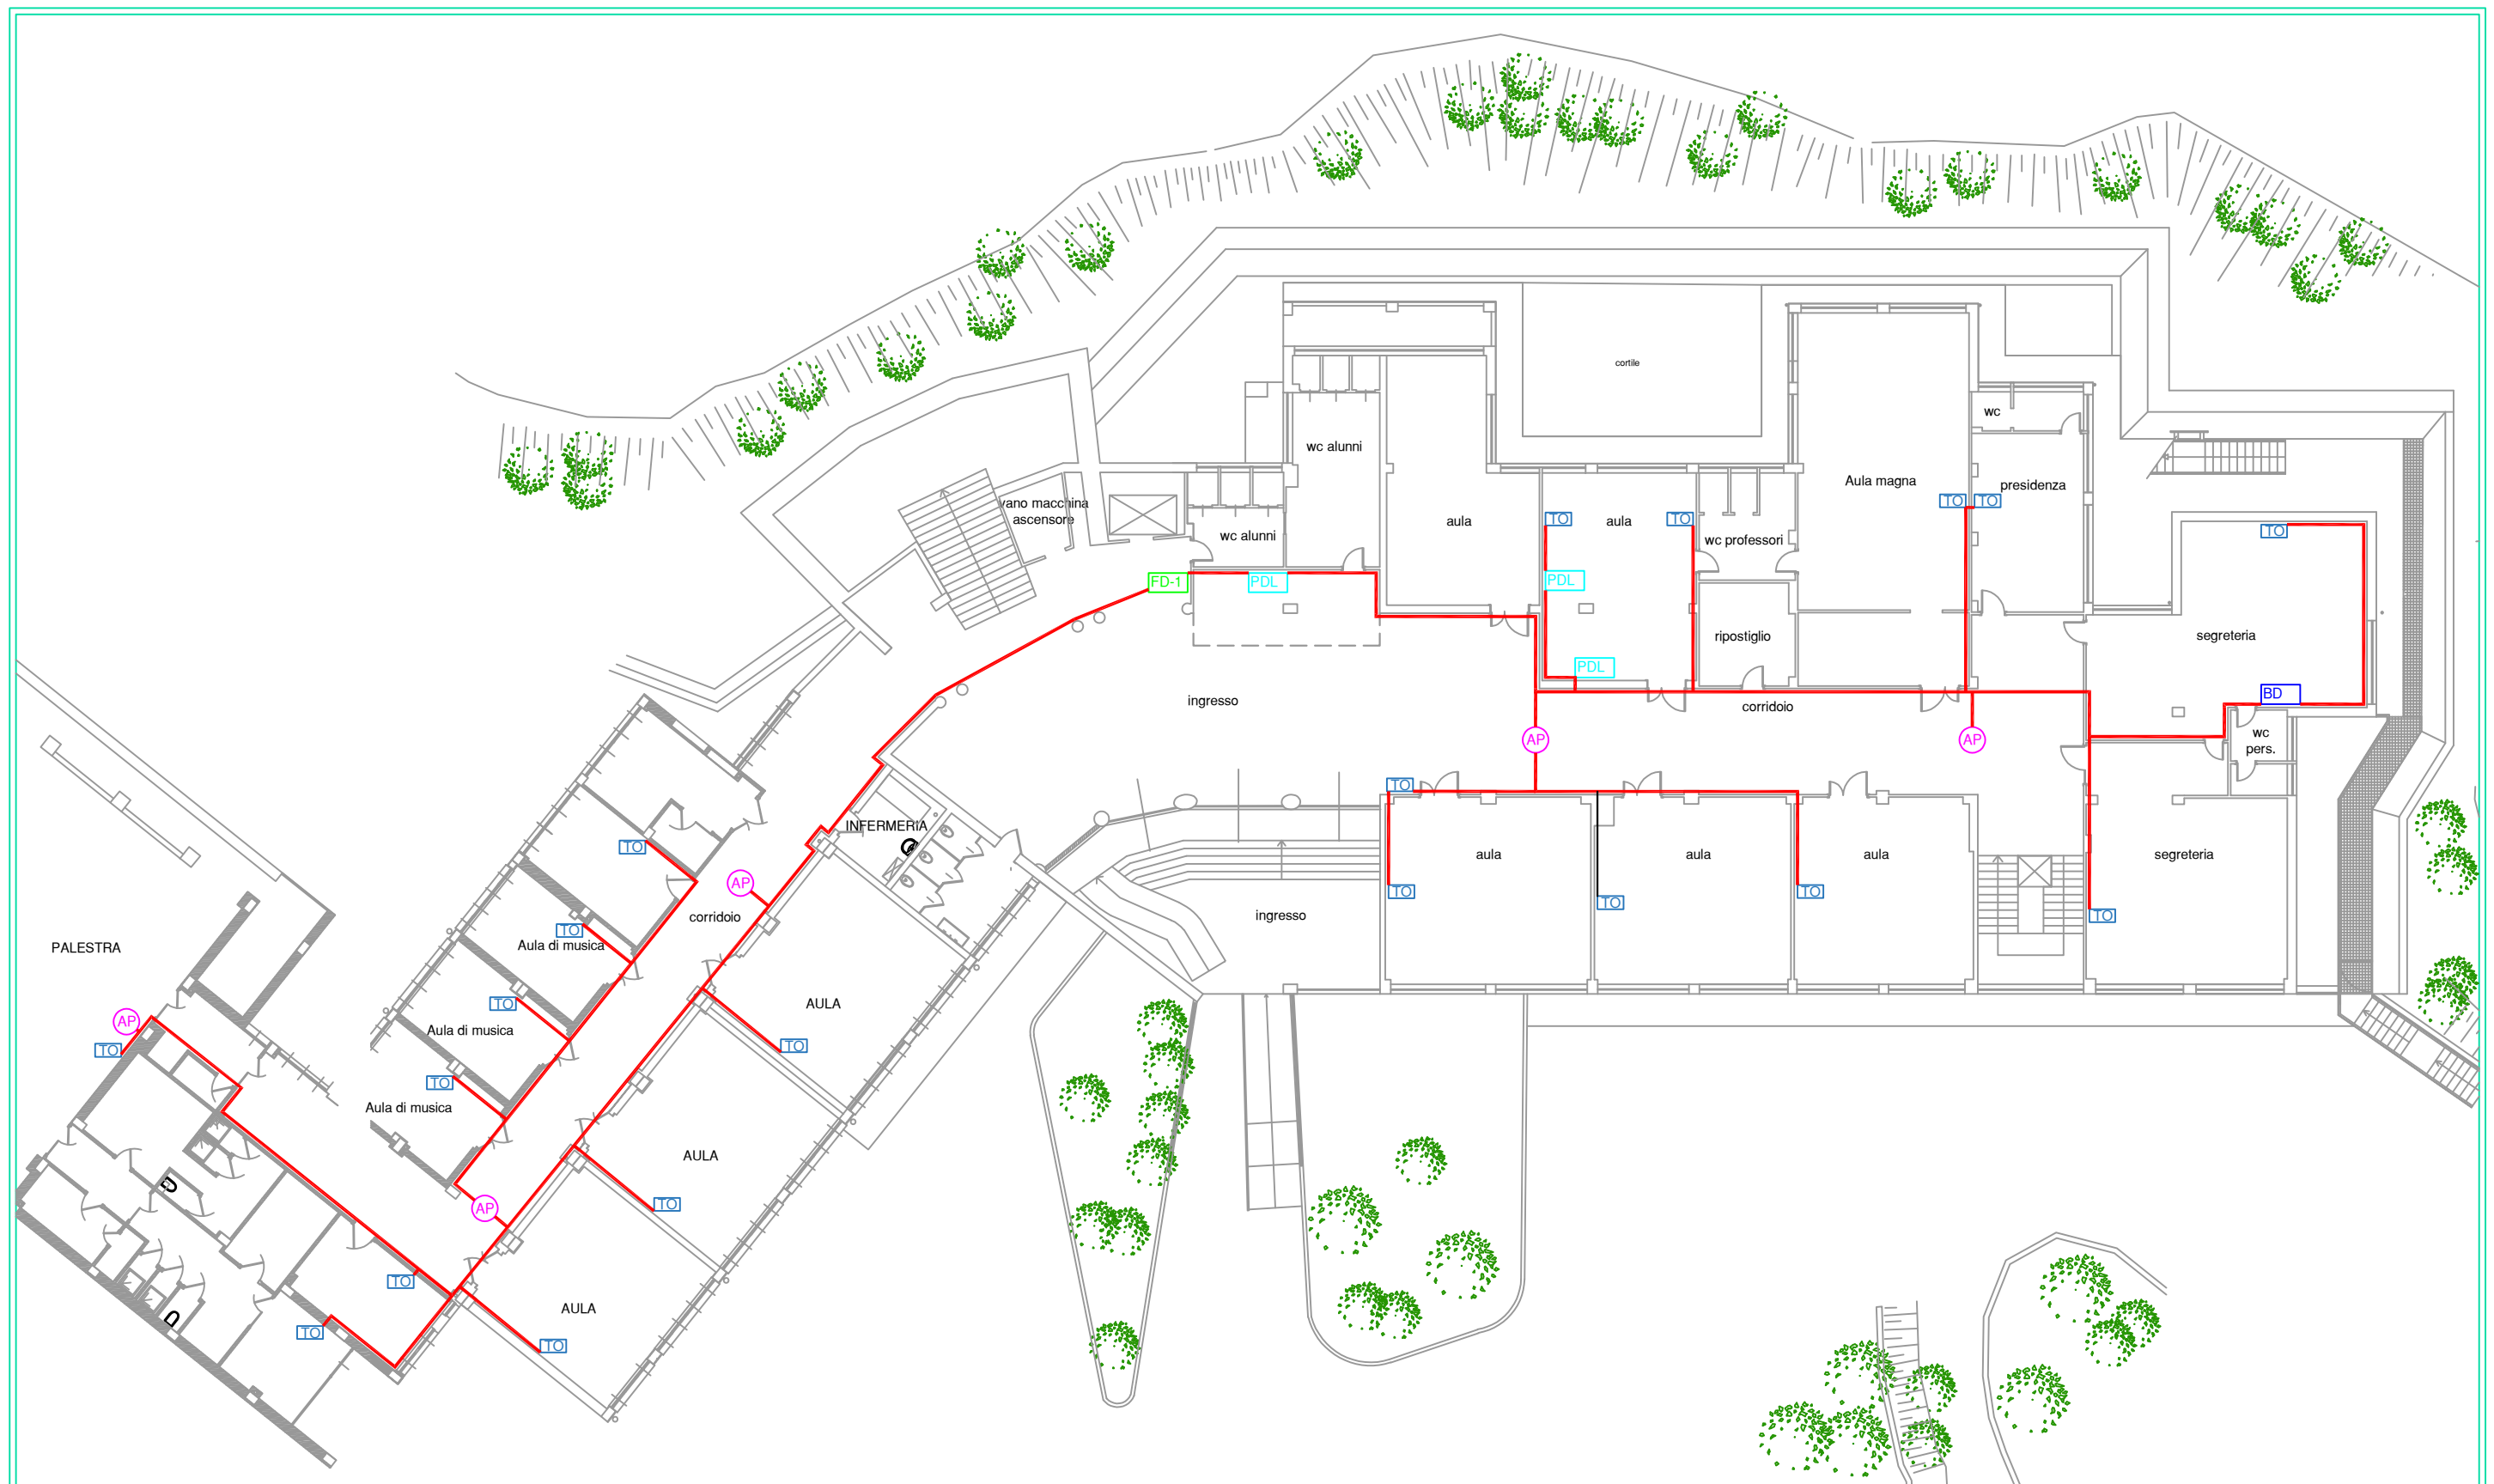 cortile
wc
wc alunni
Aula magna
presidenza
TO
TO
vano macchina
ascensore
aula
TO
aula
TO
wc alunni
wc professori
TO
FD-1
PDL
PDL
ripostiglio
segreteria
PDL
BD
ingresso
corridoio
AP
AP
wc
pers.
TO
INFERMERIA
TO
aula
aula
aula
segreteria
AP
TO
TO
TO
TO
corridoio
ingresso
TO
TO
Aula di musica
PALESTRA
TO
AULA
AP
Aula di musica
TO
TO
TO
Aula di musica
AULA
TO
AP
TO
AULA
TO
TO